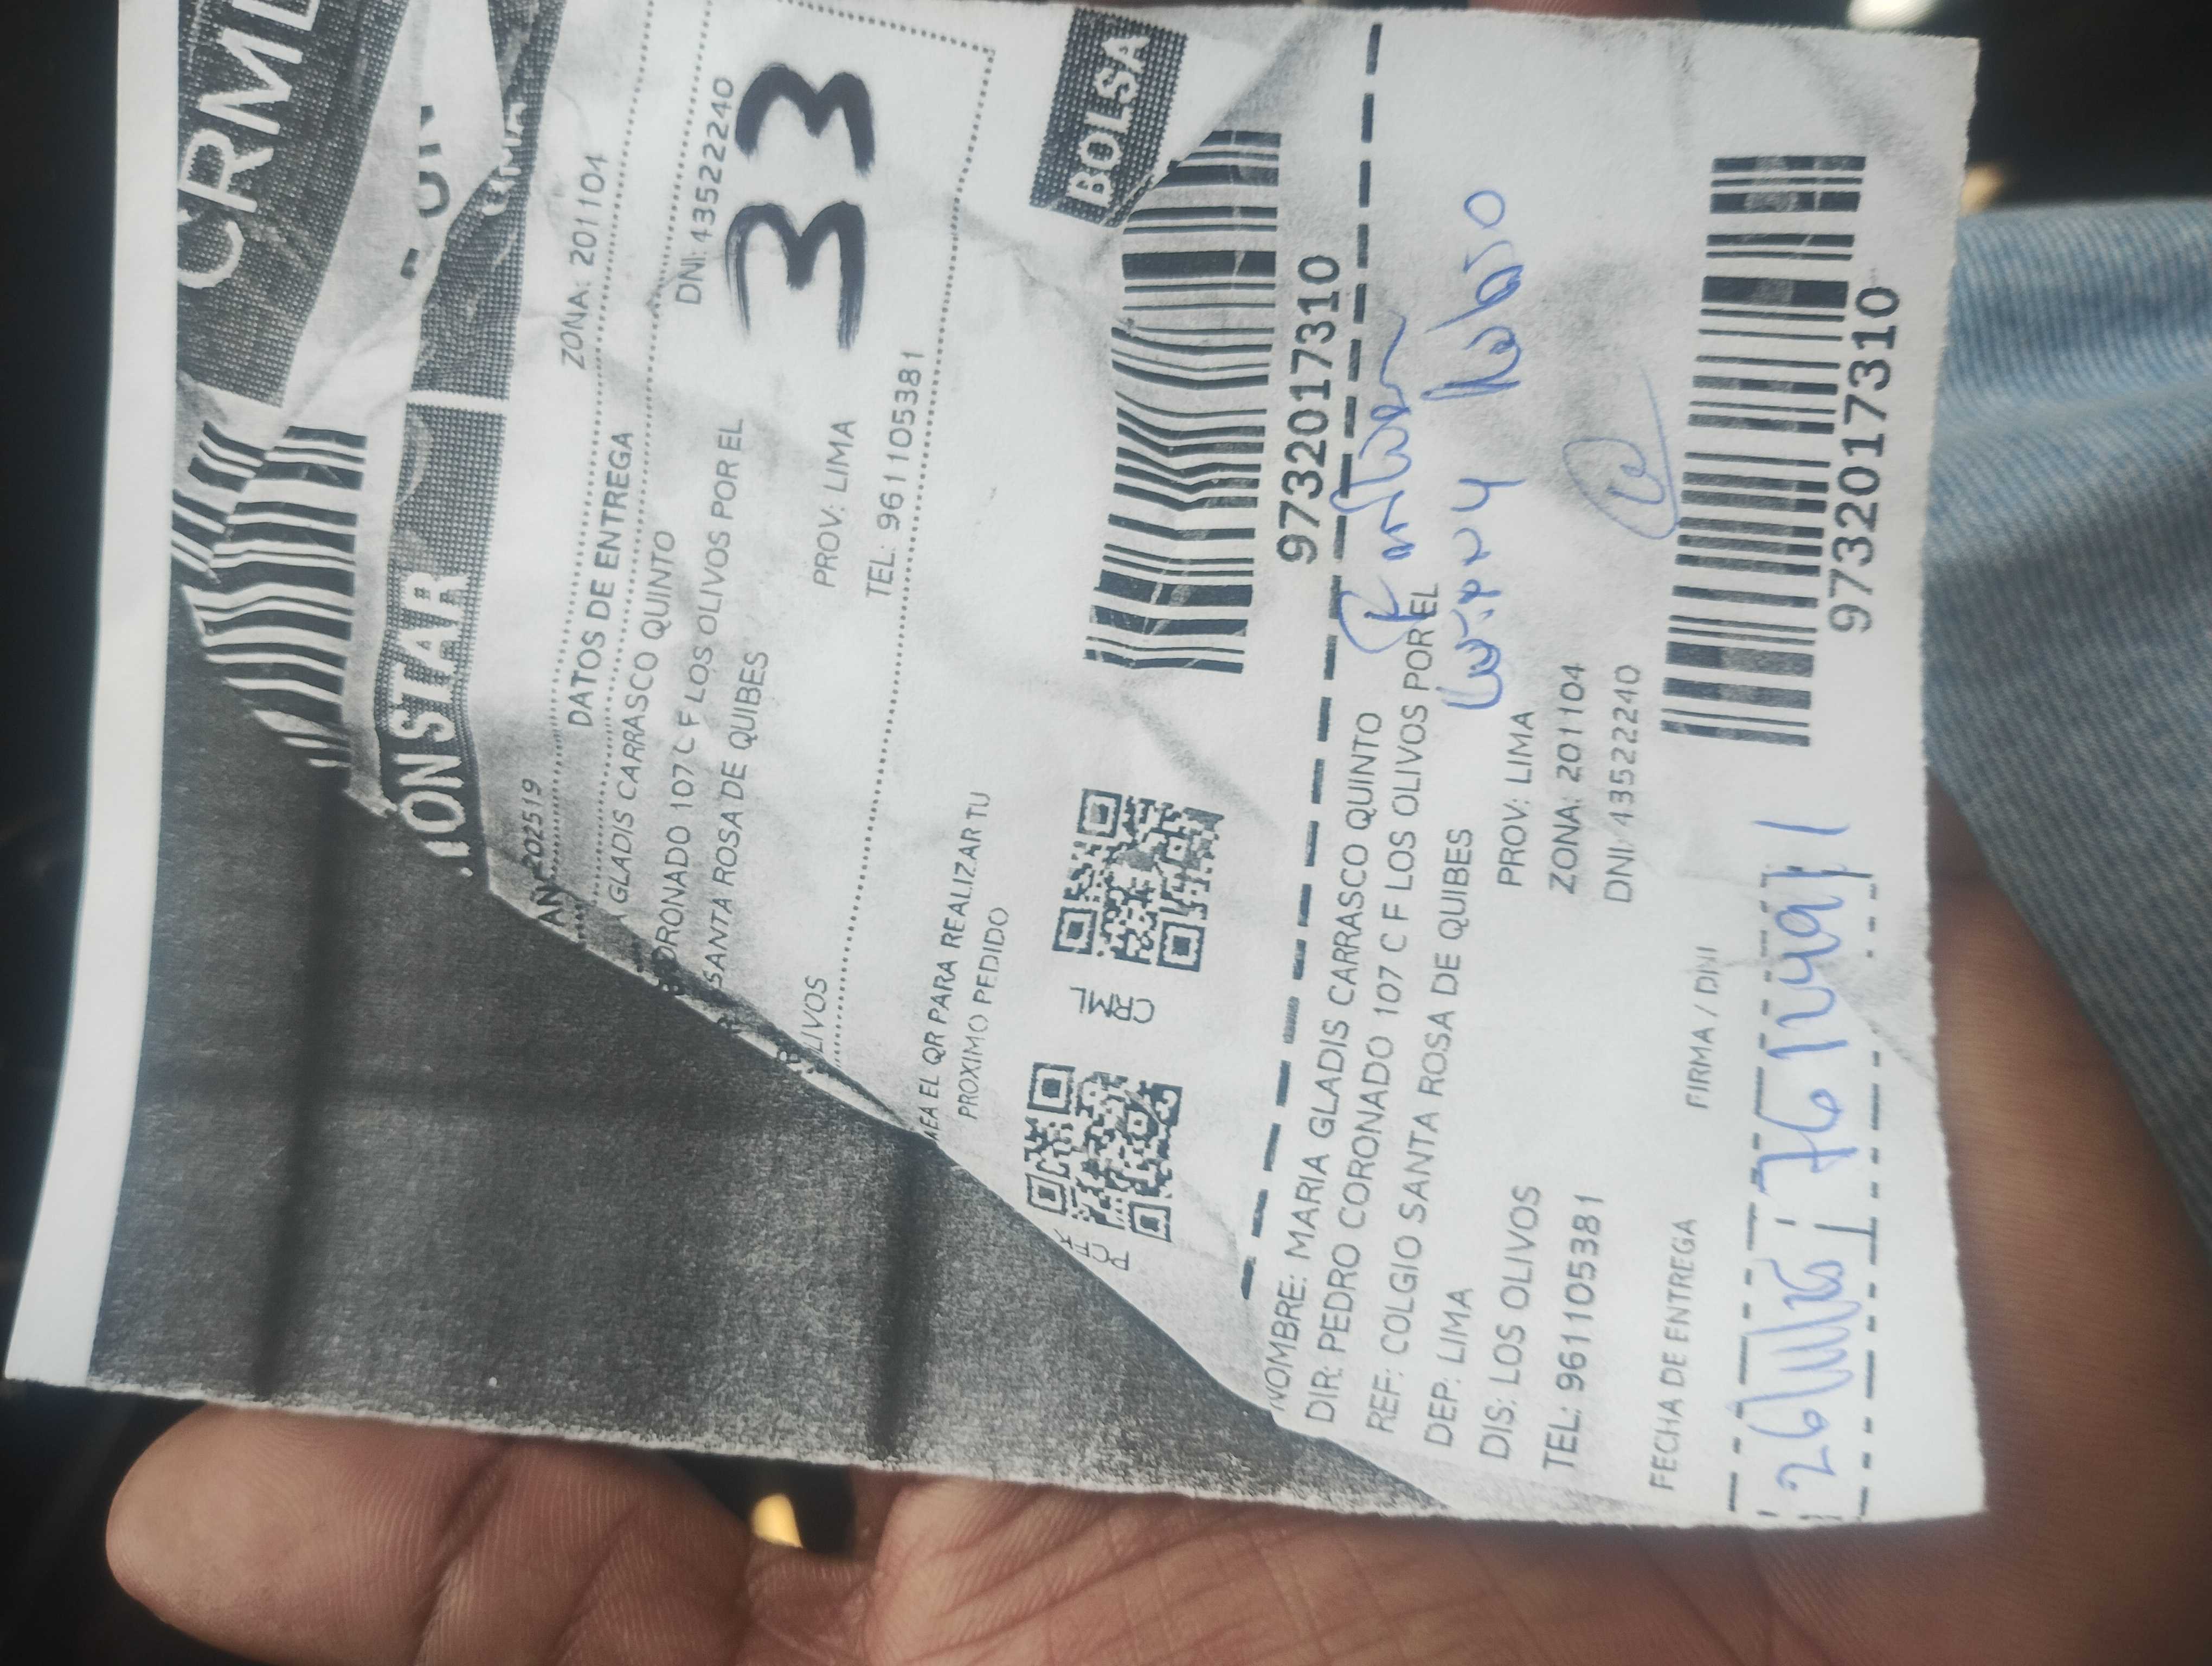 CRML
IONSTAR
202519
ZONA: 201104
DATOS DE ENTREGA
GLADIS CARRASCO QUINTO
DNI: 43522240
ORONADO 107 C F LOS OLIVOS POR EL
SANTA ROSA DE QUIBES
33
PROV: LIMA
LIVOS
TEL: 961105381
EA EL QR PARA REALIZAR TU
PROXIMO PEDIDO
BOLSA
CRML
9732017310
NOMBRE: MARIA GLADIS CARRASCO QUINTO
DIR: PEDRO CORONADO 107 C F LOS OLIVOS POR EL
REF: COLGIO SANTA ROSA DE QUIBES
DEP: LIMA
PROV: LIMA
DIS: LOS OLIVOS
ZONA: 201104
TEL: 961105381
DNI: 43522240
FECHA DE ENTREGA
FIRMA / DNI
9732017310